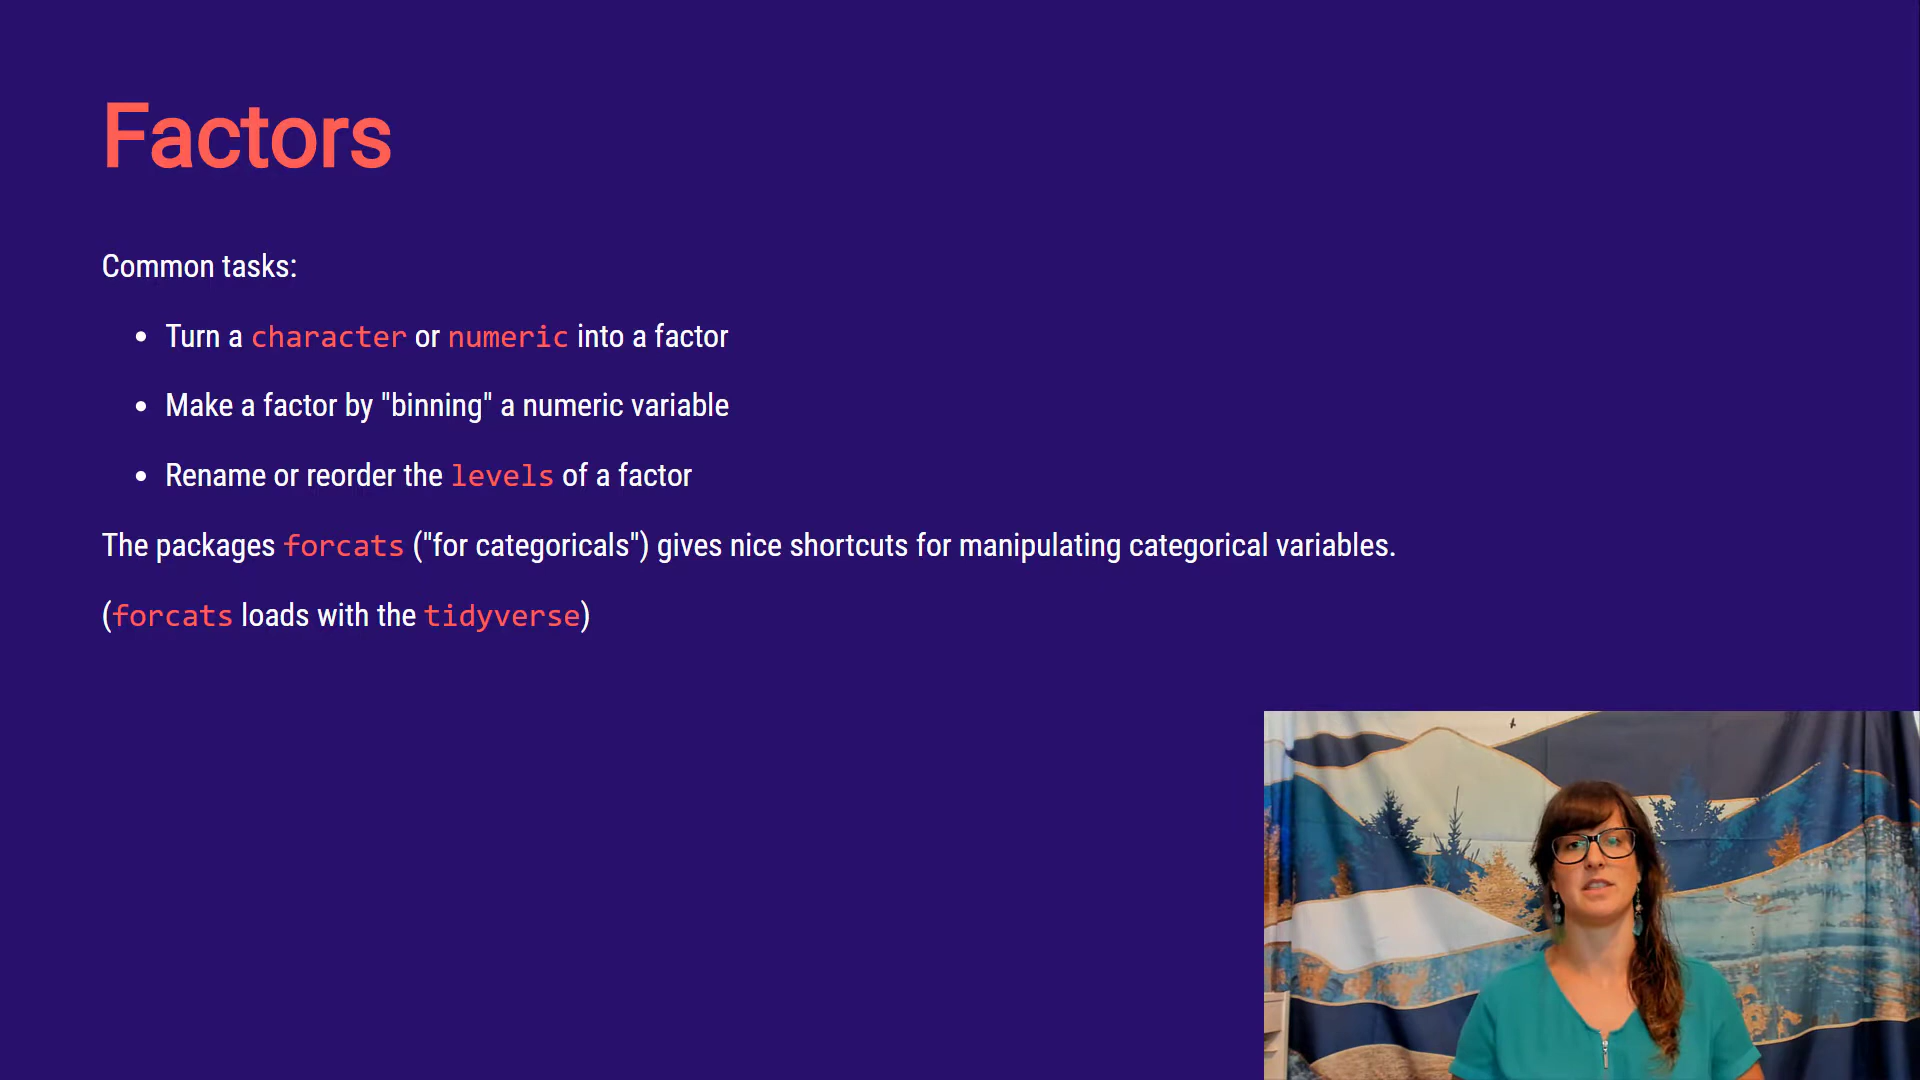 Factors
Common tasks:
• Turn a character or numeric into a factor
• Make a factor by "binning" a numeric variable
• Rename or reorder the levels of a factor
The packages forcats ("for categoricals") gives nice shortcuts for manipulating categorical variables.
(forcats loads with the tidyverse)